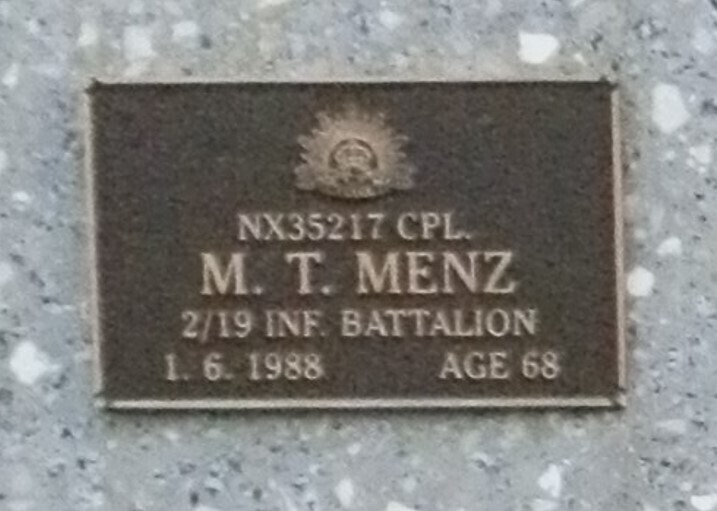 NX35217 CPL.
M. T. MENZ
2/19 INF. BATTALION
1. 6. 1988 AGE 68